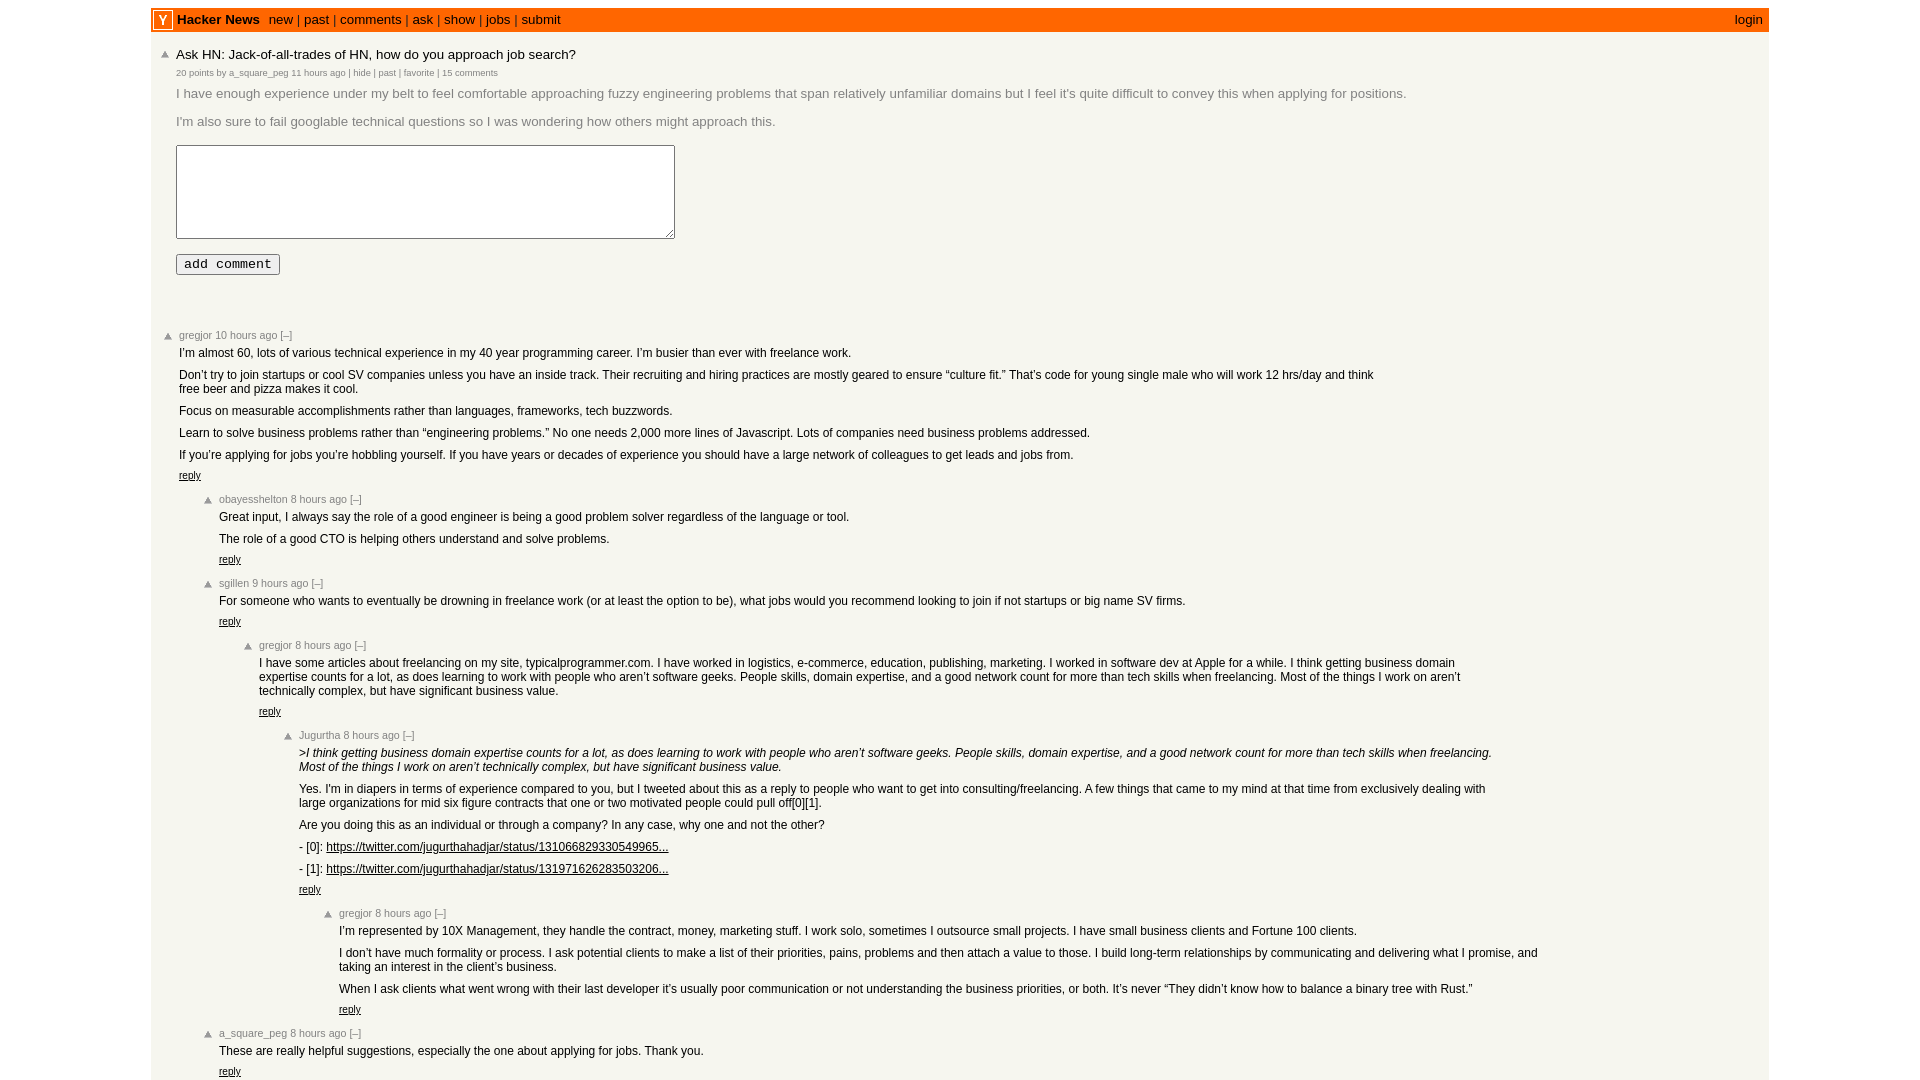 Y Hacker News new | past | comments | ask | show | jobs | submit login
Ask HN: Jack-of-all-trades of HN, how do you approach job search?
20 points by a_square_peg 11 hours ago | hide | past | favorite | 15 comments
I have enough experience under my belt to feel comfortable approaching fuzzy engineering problems that span relatively unfamiliar domains but I feel it's quite difficult to convey this when applying for positions.
I'm also sure to fail googlable technical questions so I was wondering how others might approach this.
add comment
gregjor 10 hours ago [–]
I’m almost 60, lots of various technical experience in my 40 year programming career. I’m busier than ever with freelance work.
Don’t try to join startups or cool SV companies unless you have an inside track. Their recruiting and hiring practices are mostly geared to ensure “culture fit.” That’s code for young single male who will work 12 hrs/day and think
free beer and pizza makes it cool.
Focus on measurable accomplishments rather than languages, frameworks, tech buzzwords.
Learn to solve business problems rather than “engineering problems.” No one needs 2,000 more lines of Javascript. Lots of companies need business problems addressed.
If you’re applying for jobs you’re hobbling yourself. If you have years or decades of experience you should have a large network of colleagues to get leads and jobs from.
reply
obayesshelton 8 hours ago [–]
Great input, I always say the role of a good engineer is being a good problem solver regardless of the language or tool.
The role of a good CTO is helping others understand and solve problems.
reply
sgillen 9 hours ago [–]
For someone who wants to eventually be drowning in freelance work (or at least the option to be), what jobs would you recommend looking to join if not startups or big name SV firms.
reply
gregjor 8 hours ago [–]
I have some articles about freelancing on my site, typicalprogrammer.com. I have worked in logistics, e-commerce, education, publishing, marketing. I worked in software dev at Apple for a while. I think getting business domain
expertise counts for a lot, as does learning to work with people who aren’t software geeks. People skills, domain expertise, and a good network count for more than tech skills when freelancing. Most of the things I work on aren’t
technically complex, but have significant business value.
reply
Jugurtha 8 hours ago [–]
>I think getting business domain expertise counts for a lot, as does learning to work with people who aren’t software geeks. People skills, domain expertise, and a good network count for more than tech skills when freelancing.
Most of the things I work on aren’t technically complex, but have significant business value.
Yes. I'm in diapers in terms of experience compared to you, but I tweeted about this as a reply to people who want to get into consulting/freelancing. A few things that came to my mind at that time from exclusively dealing with
large organizations for mid six figure contracts that one or two motivated people could pull off[0][1].
Are you doing this as an individual or through a company? In any case, why one and not the other?
- [0]: https://twitter.com/jugurthahadjar/status/131066829330549965...
- [1]: https://twitter.com/jugurthahadjar/status/131971626283503206...
reply
gregjor 8 hours ago [–]
I’m represented by 10X Management, they handle the contract, money, marketing stuff. I work solo, sometimes I outsource small projects. I have small business clients and Fortune 100 clients.
I don’t have much formality or process. I ask potential clients to make a list of their priorities, pains, problems and then attach a value to those. I build long-term relationships by communicating and delivering what I promise, and
taking an interest in the client’s business.
When I ask clients what went wrong with their last developer it’s usually poor communication or not understanding the business priorities, or both. It’s never “They didn’t know how to balance a binary tree with Rust.”
reply
a_square_peg 8 hours ago [–]
These are really helpful suggestions, especially the one about applying for jobs. Thank you.
reply